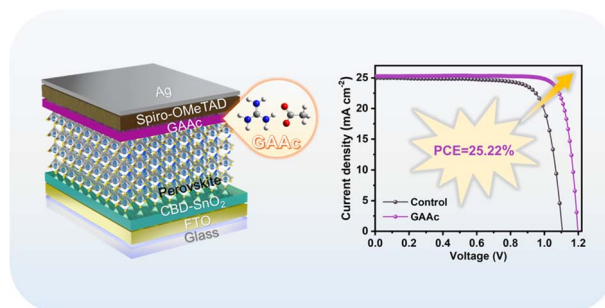 Ag
Spiro-OMeTAD
GAAc
Perovskite
CBD-SnO₂
FTO
Glass
GAAc
PCE=25.22%
Control
GAAc
Current density (mA cm⁻²)
30
25
20
15
10
5
0
0.0 0.2 0.4 0.6 0.8 1.0 1.2
Voltage (V)